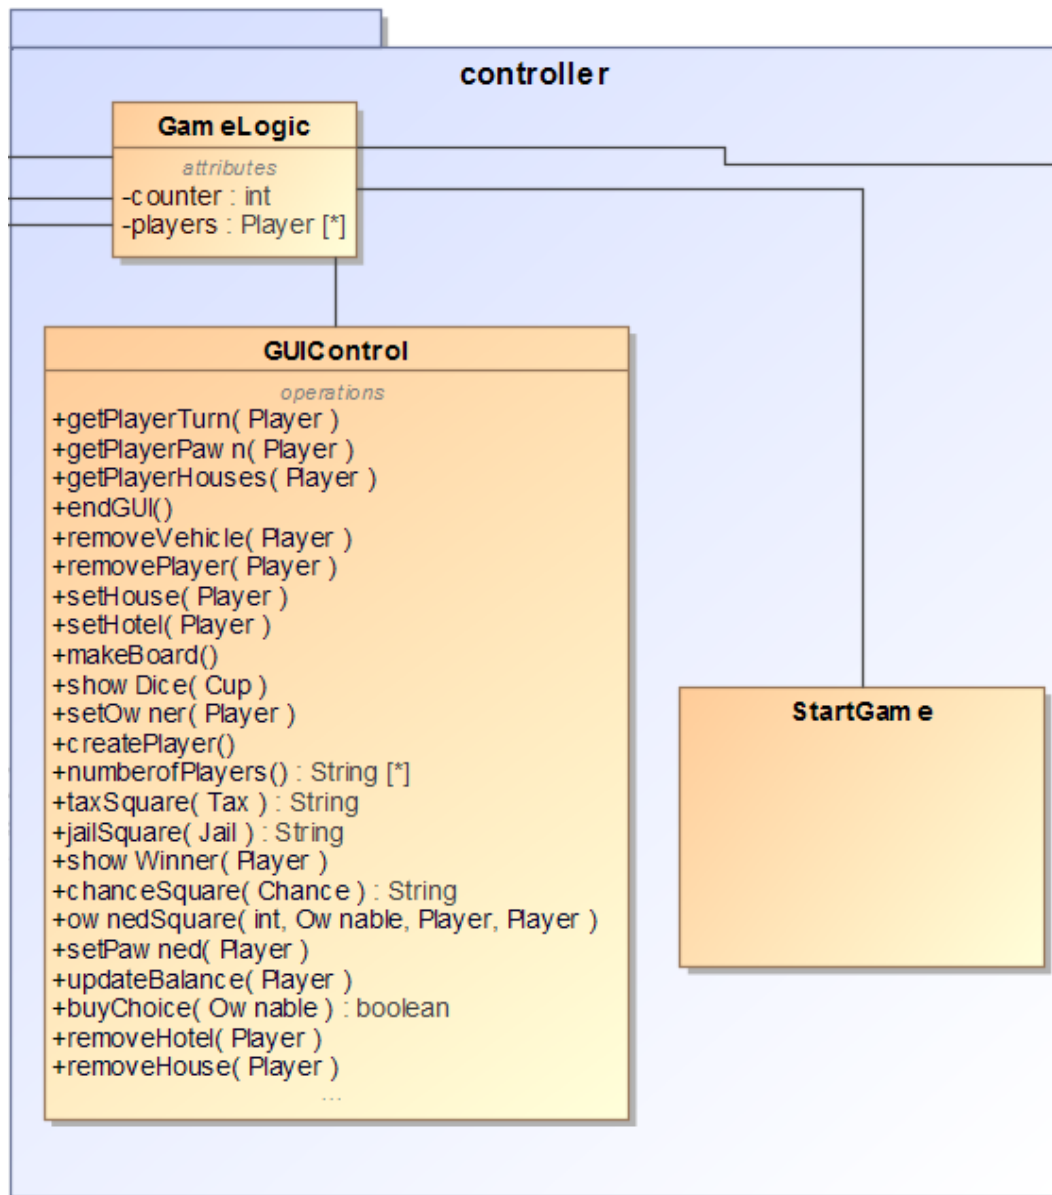 controller
GameLogic
attributes
-counter : int
-players : Player [*]
GUIControl
operations
+getPlayerTurn( Player )
+getPlayerPawn( Player )
+getPlayerHouses( Player )
+endGUI()
+removeVehicle( Player )
+removePlayer( Player )
+setHouse( Player )
+setHotel( Player )
+makeBoard()
+showDice( Cup )
+setOwner( Player )
+createPlayer()
+numberofPlayers() : String [*]
+taxSquare( Tax ) : String
+jailSquare( Jail ) : String
+showWinner( Player )
+chanceSquare( Chance ) : String
+ownedSquare( int, Ownable, Player, Player )
+setPawned( Player )
+updateBalance( Player )
+buyChoice( Ownable ) : boolean
+removeHotel( Player )
+removeHouse( Player )
...
StartGame